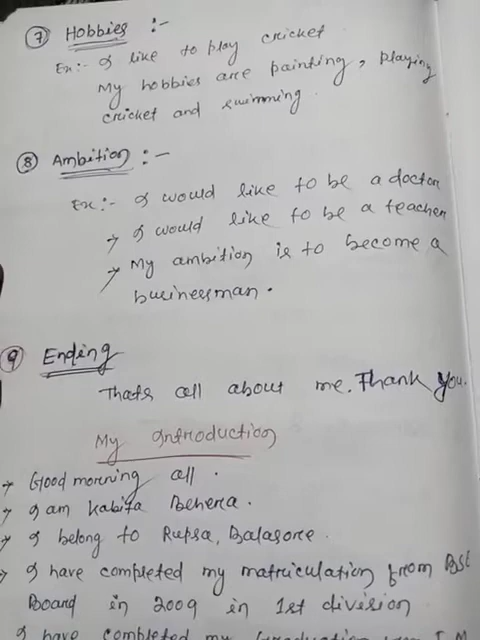 ⑦ Hobbies :-
Ex:- I like to play cricket
My hobbies are painting, playing
cricket and swimming.
⑧ Ambition :-
Ex:- I would like to be a doctor
→ I would like to be a teacher
→ My ambition is to become a
businessman.
⑨ Ending
Thats all about me. Thank you.
My Introduction
→ Good morning all.
→ I am Kabita Behera.
→ I belong to Rupsa, Balasore.
→ I have completed my matriculation from BSE
Board in 2009 in 1st division
I have completed my